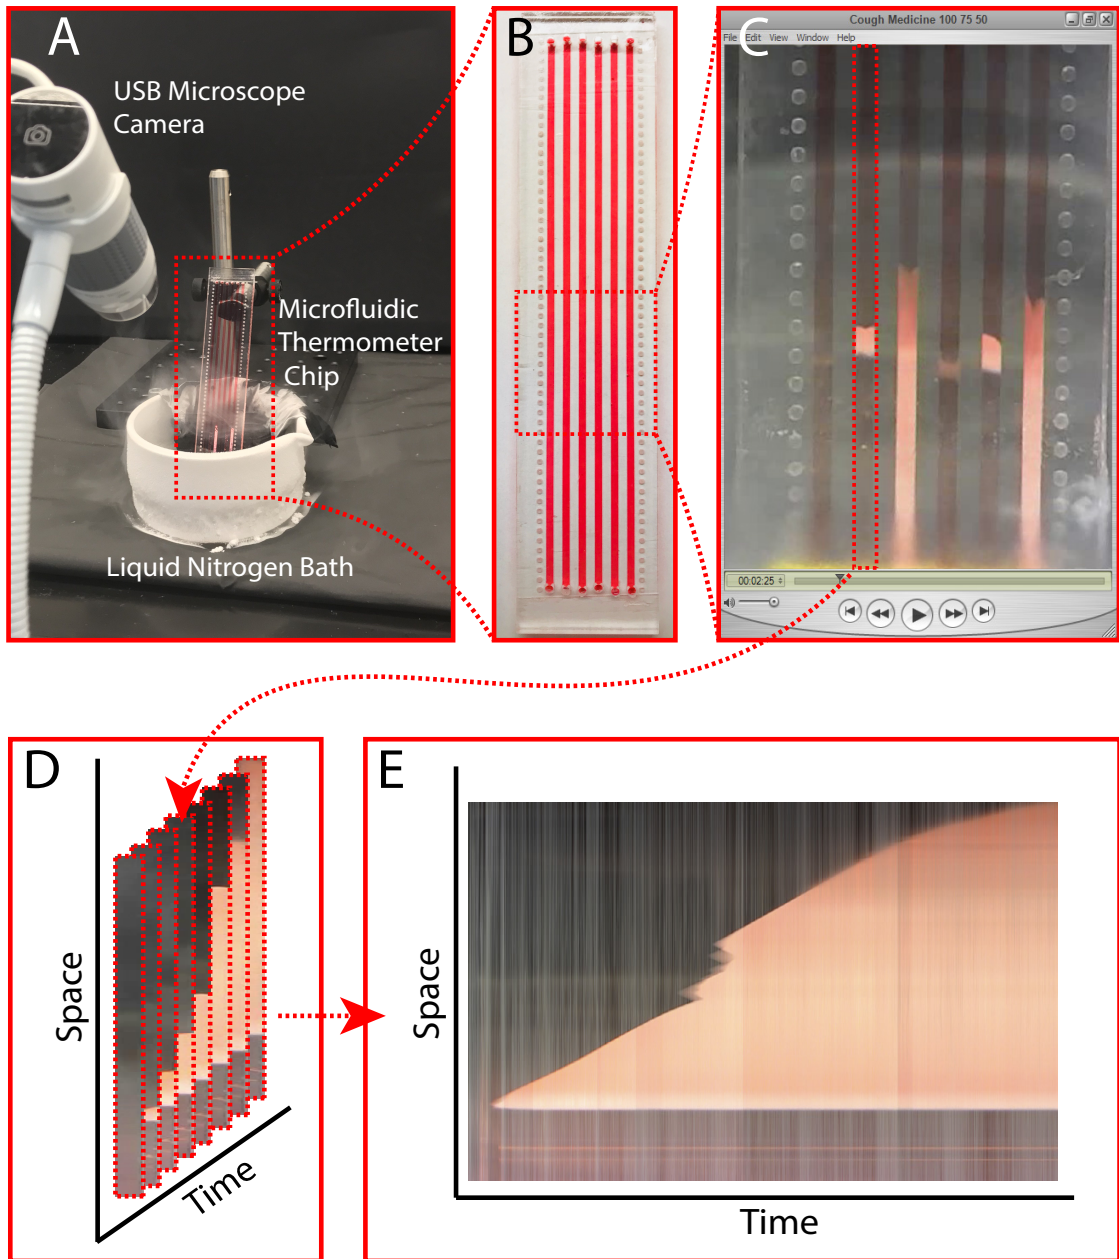 A
USB Microscope
Camera
Microfluidic
Thermometer
Chip
Liquid Nitrogen Bath
B
Cough Medicine 100 75 50
File Edit View Window Help
C
00:02:25
D
Space
Time
E
Space
Time